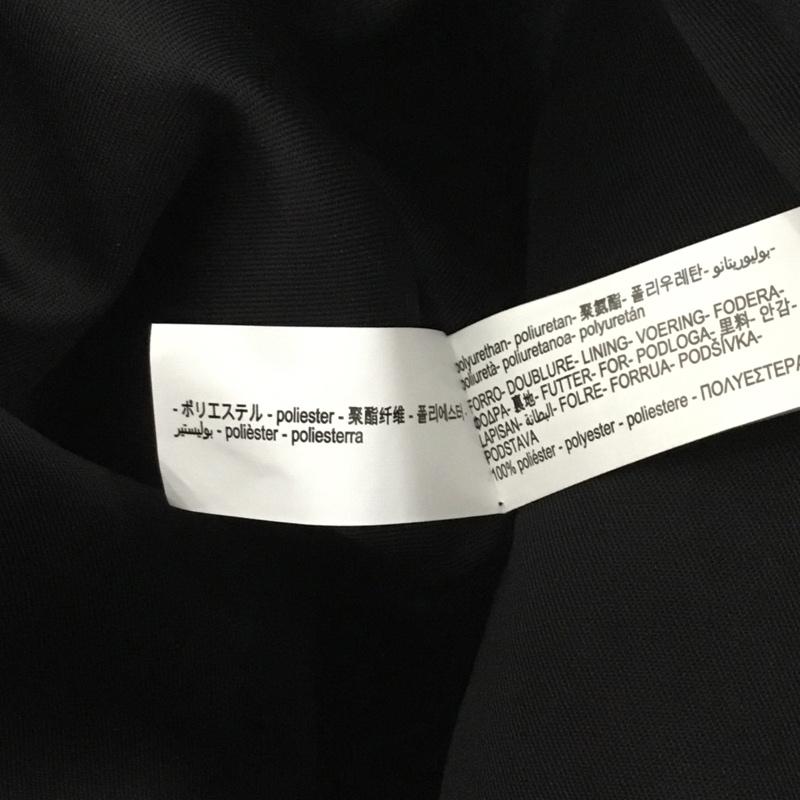 - ポリエステル - poliester - 聚酯纤维 - 폴리에스터
بوليستير - polièster - poliesterra
polyurethan- poliuretan- 聚氨酯- 폴리우레탄- بوليوريتانو-
poliuretà- poliuretanoa- polyuretán
FORRO- DOUBLURE- LINING- VOERING- FODERA-
ΦΟΔΡΑ- 裏地- FUTTER- FOR- PODLOGA- 里料- 안감-
LAPISAN- البطانة- FOLRE- FORRUA- PODŠÍVKA-
PODSTAVA
100% poliéster - polyester - poliestere - ΠΟΛΥΕΣΤΕΡΑ